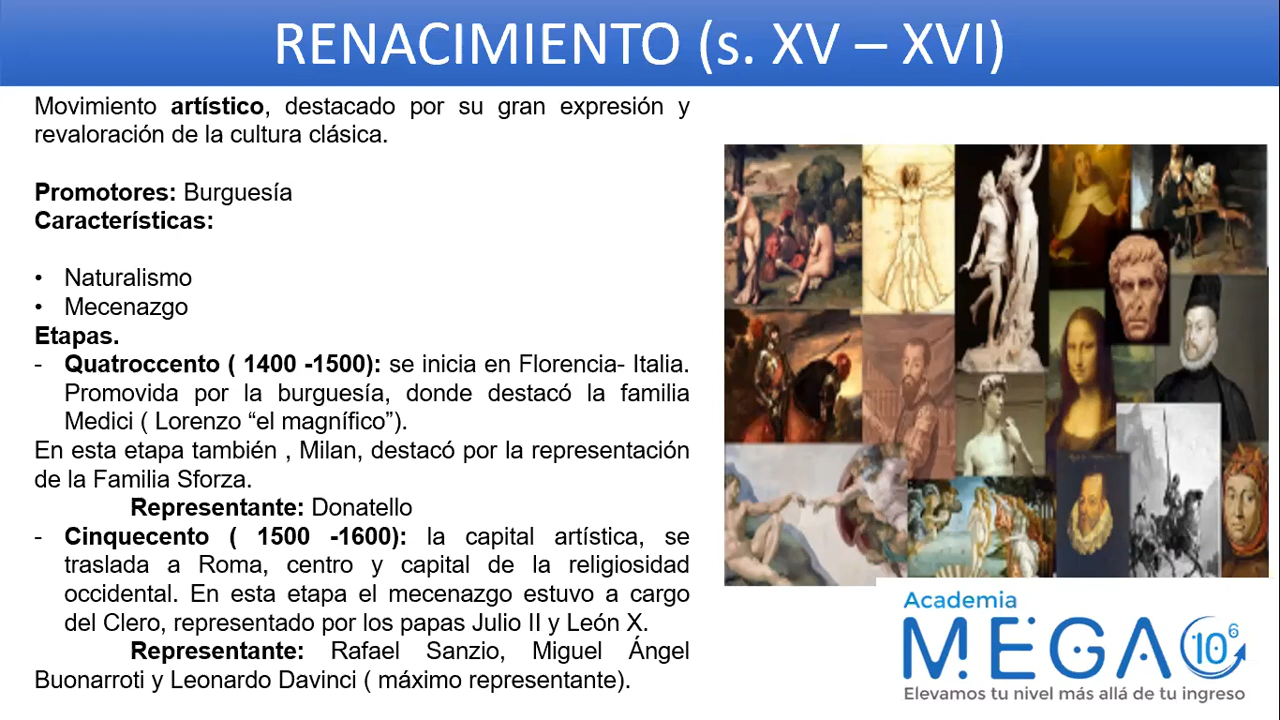 RENACIMIENTO (s. XV – XVI)
Movimiento artístico, destacado por su gran expresión y
revaloración de la cultura clásica.
Promotores: Burguesía
Características:
• Naturalismo
• Mecenazgo
Etapas.
- Quatroccento ( 1400 -1500): se inicia en Florencia- Italia.
Promovida por la burguesía, donde destacó la familia
Medici ( Lorenzo “el magnífico”).
En esta etapa también , Milan, destacó por la representación
de la Familia Sforza.
Representante: Donatello
- Cinquecento ( 1500 -1600): la capital artística, se
traslada a Roma, centro y capital de la religiosidad
occidental. En esta etapa el mecenazgo estuvo a cargo
del Clero, representado por los papas Julio II y León X.
Representante: Rafael Sanzio, Miguel Ángel
Buonarroti y Leonardo Davinci ( máximo representante).
Academia
MEGA 10⁶
Elevamos tu nivel más allá de tu ingreso